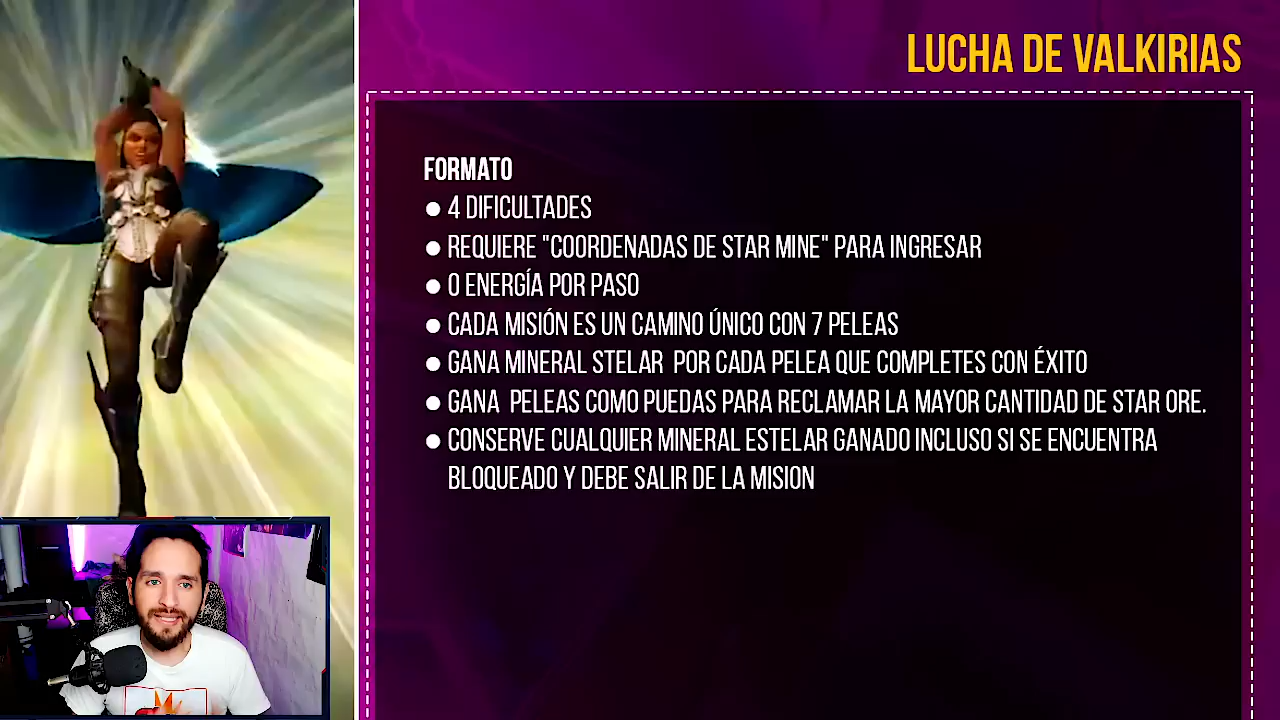 LUCHA DE VALKIRIAS
FORMATO
● 4 DIFICULTADES
● REQUIERE "COORDENADAS DE STAR MINE" PARA INGRESAR
● 0 ENERGÍA POR PASO
● CADA MISIÓN ES UN CAMINO ÚNICO CON 7 PELEAS
● GANA MINERAL STELAR  POR CADA PELEA QUE COMPLETES CON ÉXITO
● GANA  PELEAS COMO PUEDAS PARA RECLAMAR LA MAYOR CANTIDAD DE STAR ORE.
● CONSERVE CUALQUIER MINERAL ESTELAR GANADO INCLUSO SI SE ENCUENTRA
BLOQUEADO Y DEBE SALIR DE LA MISION